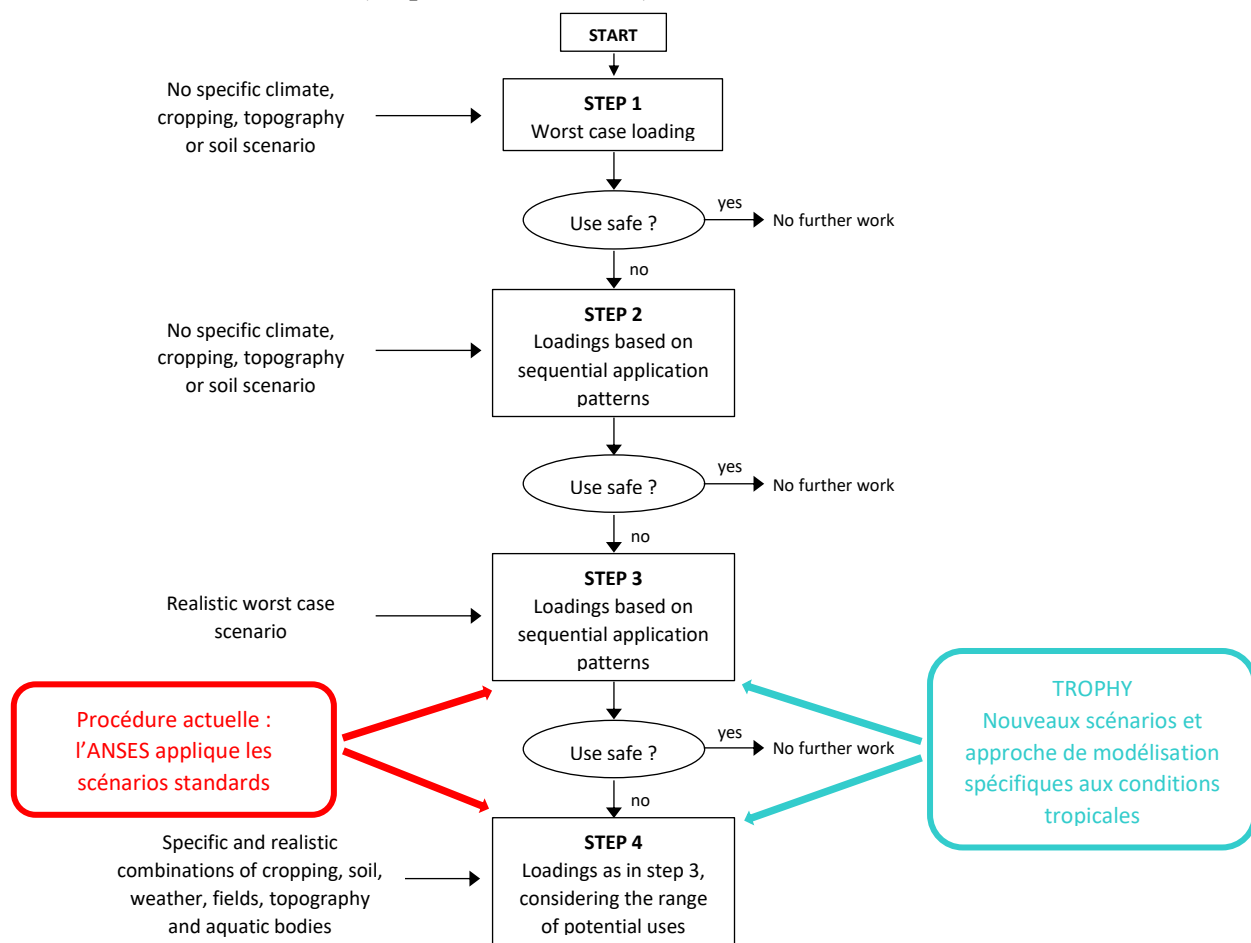 START
No specific climate,
cropping, topography
or soil scenario
STEP 1
Worst case loading
Use safe ?
yes
No further work
no
No specific climate,
cropping, topography
or soil scenario
STEP 2
Loadings based on
sequential application
patterns
Use safe ?
yes
No further work
no
Realistic worst case
scenario
STEP 3
Loadings based on
sequential application
patterns
Procédure actuelle :
l’ANSES applique les
scénarios standards
TROPHY
Nouveaux scénarios et
approche de modélisation
spécifiques aux conditions
tropicales
Use safe ?
yes
No further work
no
Specific and realistic
combinations of cropping, soil,
weather, fields, topography
and aquatic bodies
STEP 4
Loadings as in step 3,
considering the range
of potential uses